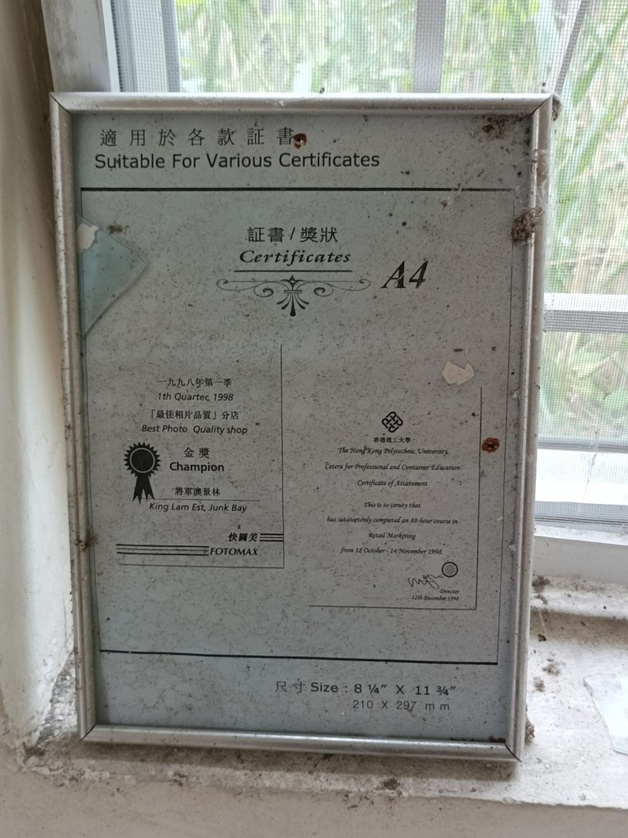 適用於各款証書
Suitable For Various Certificates
証書/獎狀
Certificates
A4
一九九八年第一季
1th Quarter, 1998
「最佳相片品質」分店
Best Photo Quality shop
金獎
Champion
將軍澳景林
King Lam Est, Junk Bay
快圖美
FOTOMAX
香港理工大學
The Hong Kong Polytechnic University,
for Professional and Container Education
Certificate of Attainment
This is to that
has completed an 88-hour course in
Retail Marketing
from 18 October - 14 November 1998
Director
12th December 1998
尺寸 Size : 8 ¼" X 11 ¾"
210 X 297 mm